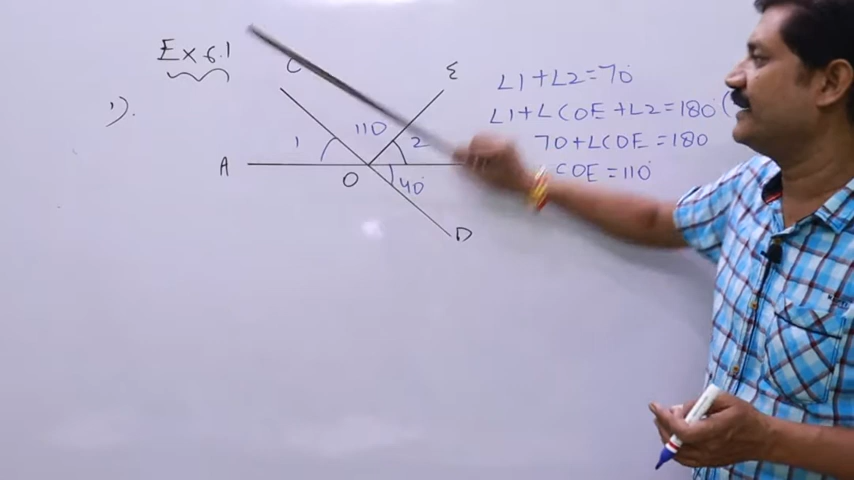 Ex 6.1
1).
C
E
110
1
2
A
O
40°
D
∠1+∠2=70°
∠1+∠COE+∠2=180°(
70+∠COE=180
COE=110°